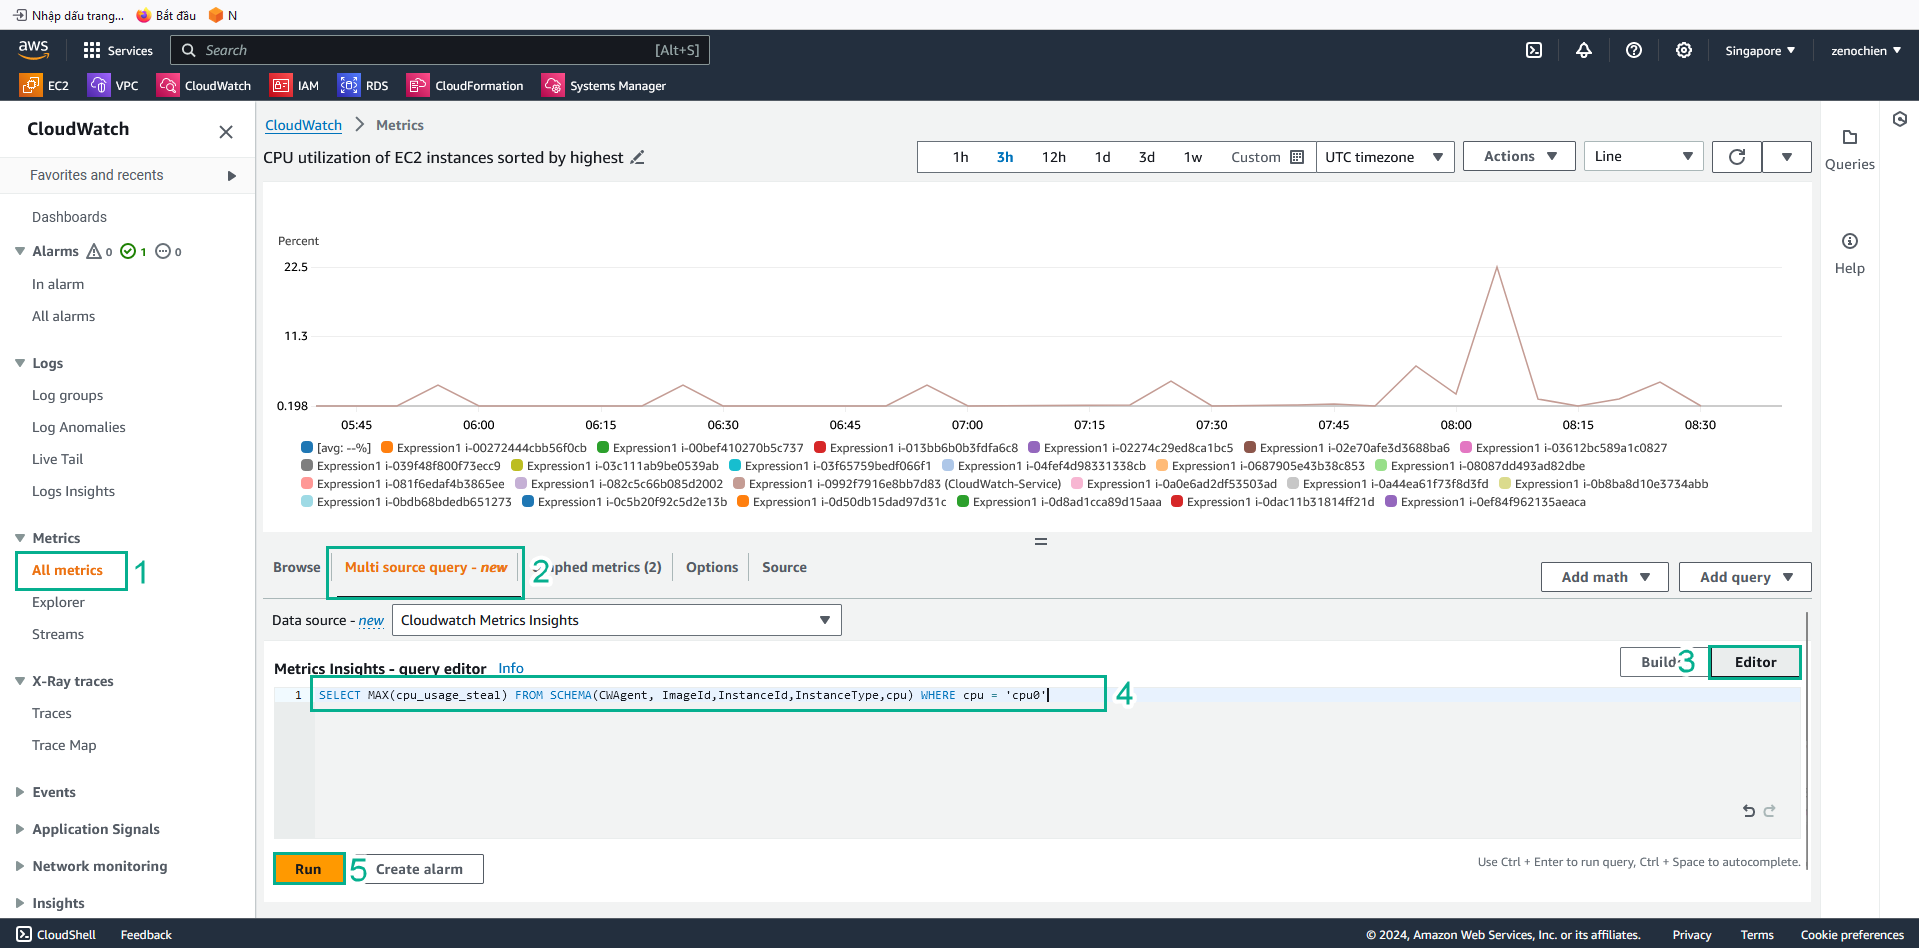 Nhập dấu trang... Bắt đầu N
aws Services Search [Alt+S] Singapore zenochien
EC2 VPC CloudWatch IAM RDS CloudFormation Systems Manager
CloudWatch
Favorites and recents
Dashboards
Alarms 0 1 0
In alarm
All alarms
Logs
Log groups
Log Anomalies
Live Tail
Logs Insights
Metrics
All metrics 1
Explorer
Streams
X-Ray traces
Traces
Trace Map
Events
Application Signals
Network monitoring
Insights
CloudWatch Metrics
CPU utilization of EC2 instances sorted by highest
1h 3h 12h 1d 3d 1w Custom UTC timezone Actions Line
Queries
Help
Percent
22.5
11.3
0.198
05:45 06:00 06:15 06:30 06:45 07:00 07:15 07:30 07:45 08:00 08:15 08:30
[avg: --%] Expression1 i-00272444cbb56f0cb Expression1 i-00bef410270b5c737 Expression1 i-013bb6b0b3fdfa6c8 Expression1 i-02274c29ed8ca1bc5 Expression1 i-02e70afe3d3688ba6 Expression1 i-03612bc589a1c0827
Expression1 i-039f48f800f73ecc9 Expression1 i-03c111ab9be0539ab Expression1 i-03f65759bedf066f1 Expression1 i-04fef4d98331338cb Expression1 i-0687905e43b38c853 Expression1 i-08087dd493ad82dbe
Expression1 i-081f6edaf4b3865ee Expression1 i-082c5c66b085d2002 Expression1 i-0992f7916e8bb7d83 (CloudWatch-Service) Expression1 i-0a0e6ad2df53503ad Expression1 i-0a44ea61f73f8d3fd Expression1 i-0b8ba8d10e3734abb
Expression1 i-0bdb68bdedb651273 Expression1 i-0c5b20f92c5d2e13b Expression1 i-0d50db15dad97d31c Expression1 i-0d8ad1cca89d15aaa Expression1 i-0dac11b31814ff21d Expression1 i-0ef84f962135aeaca
Browse Multi source query - new 2 phed metrics (2) Options Source
Add math Add query
Data source - new Cloudwatch Metrics Insights
Metrics Insights - query editor Info
Build 3 Editor
1 SELECT MAX(cpu_usage_steal) FROM SCHEMA(CWAgent, ImageId,InstanceId,InstanceType,cpu) WHERE cpu = 'cpu0' 4
Run 5 Create alarm
Use Ctrl + Enter to run query, Ctrl + Space to autocomplete.
CloudShell Feedback © 2024, Amazon Web Services, Inc. or its affiliates. Privacy Terms Cookie preferences